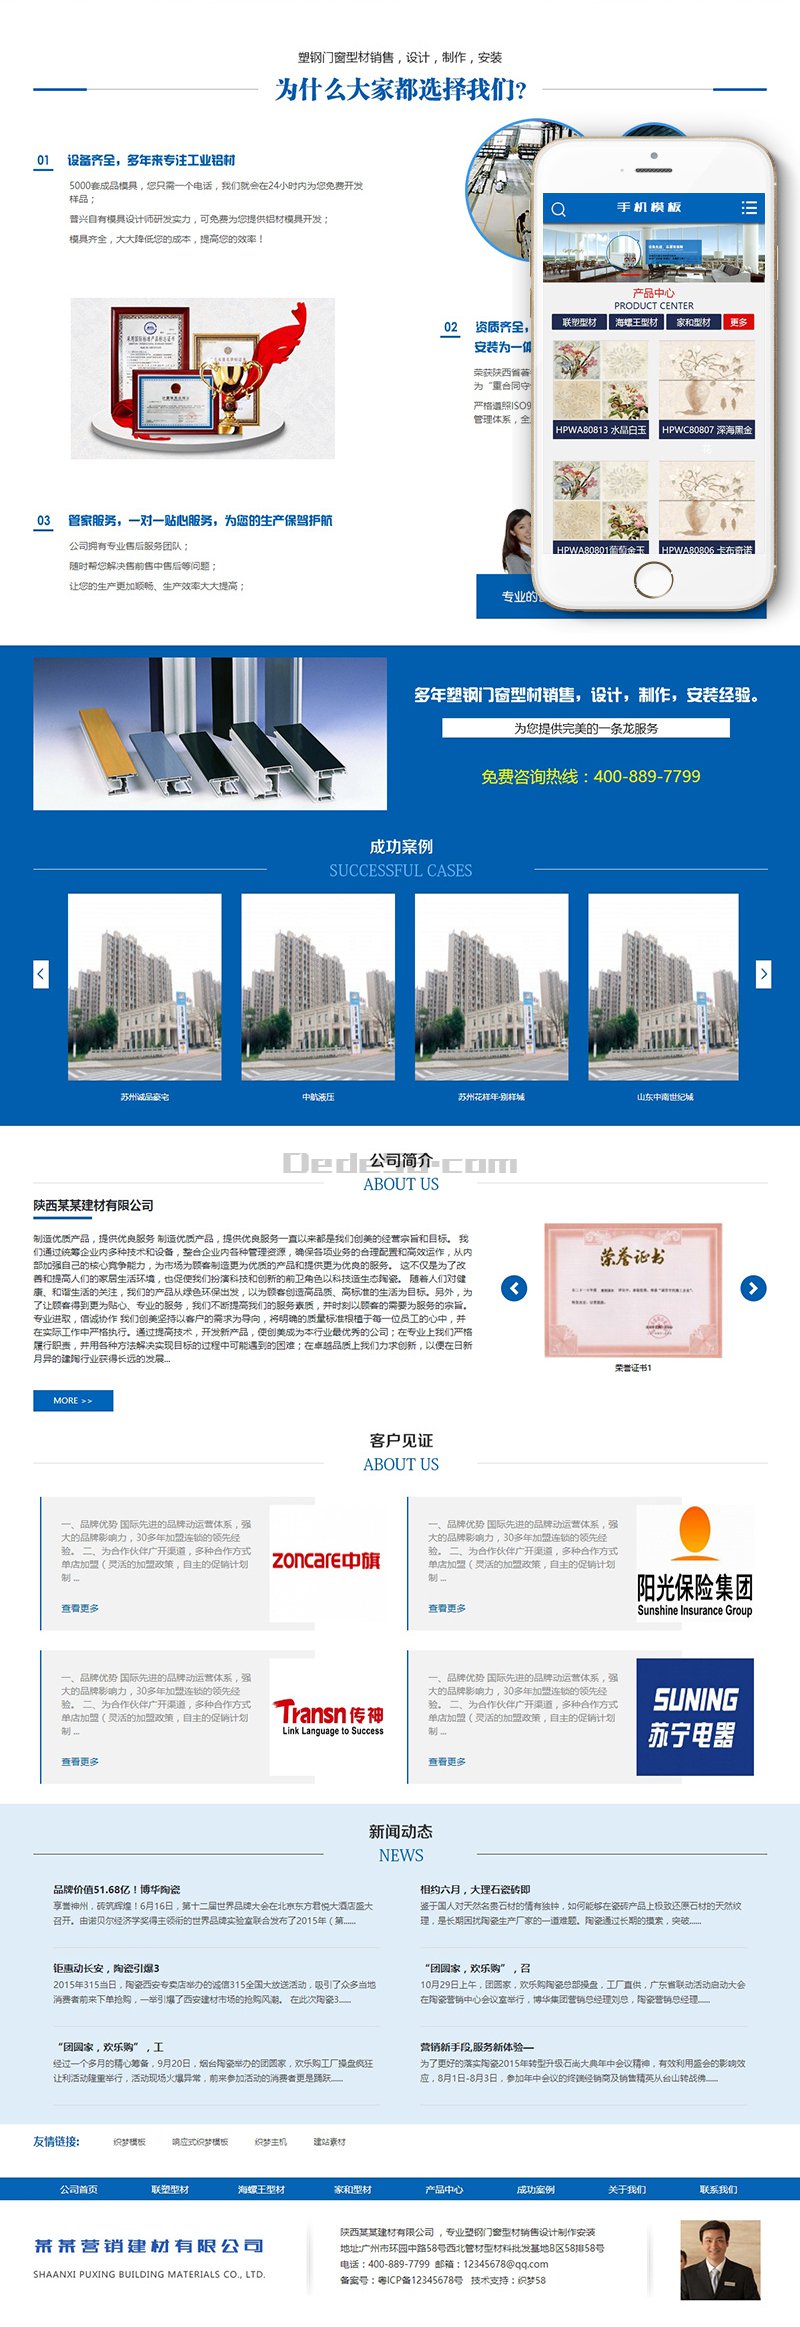 塑钢门窗型材销售，设计，制作，安装
为什么大家都选择我们?
01 设备齐全，多年来专注工业铝材
5000套成品模具，您只需一个电话，我们就会在24小时内为您免费开发
样品；
普兴自有模具设计师研发实力，可免费为您提供铝材模具开发；
模具齐全，大大降低您的成本，提高您的效率！
手机模板
产品中心
PRODUCT CENTER
联塑型材 海螺王型材 家和型材 更多
HPWA80813 水晶白玉
HPWC80807 深海黑金
HPWA80801葡萄金玉
HPWA80806 卡布奇诺
02 资质齐全，
安装为一体
荣获陕西省著
为“重合同守
严格遵照ISO9
管理体系，全
03 管家服务，一对一贴心服务，为您的生产保驾护航
公司拥有专业售后服务团队；
随时帮您解决售前售中售后等问题；
让您的生产更加顺畅、生产效率大大提高；
专业的
多年塑钢门窗型材销售，设计，制作，安装经验。
为您提供完美的一条龙服务
免费咨询热线：400-889-7799
成功案例
SUCCESSFUL CASES
苏州诚品豪宅
中航液压
苏州花样年·别样城
山东中南世纪城
Dede58.com
公司简介
ABOUT US
陕西某某建材有限公司
制造优质产品，提供优良服务 制造优质产品，提供优良服务一直以来都是我们创美的经营宗旨和目标。 我
们通过统筹企业内多种技术和设备，整合企业内各种管理资源，确保各项业务的合理配置和高效运作，从内
部加强自己的核心竞争能力，为市场为顾客制造更为优质的产品和提供更为优良的服务。 这不仅是为了改
善和提高人们的家居生活环境，也促使我们扮演科技和创新的前卫角色以科技造生态陶瓷。 随着人们对健
康、和谐生活的关注，我们的产品从绿色环保出发，以为顾客创造高品质、高标准的生活为目标。另外，为
了让顾客得到更为贴心、专业的服务，我们不断提高我们的服务素质，并时刻以顾客的需要为服务的宗旨。
专业进取，信诚协作 我们创美坚持以客户的需求为导向，将明确的质量标准根植于每一位员工的心中，并
在实际工作中严格执行。通过提高技术，开发新产品，使创美成为本行业最优秀的公司；在专业上我们严格
履行职责，并用各种方法解决实现目标的过程中可能遇到的困难；在卓越品质上我们力求创新，以便在日新
月异的建陶行业获得长远的发展...
MORE >>
荣誉证书
荣誉证书1
客户见证
ABOUT US
一、品牌优势 国际先进的品牌动运营体系，强
大的品牌影响力，30多年加盟连锁的领先经
验。 二、为合作伙伴广开渠道，多种合作方式
单店加盟（灵活的加盟政策，自主的促销计划
制 ...
查看更多
zoncare中旗
一、品牌优势 国际先进的品牌动运营体系，强
大的品牌影响力，30多年加盟连锁的领先经
验。 二、为合作伙伴广开渠道，多种合作方式
单店加盟（灵活的加盟政策，自主的促销计划
制 ...
查看更多
阳光保险集团
Sunshine Insurance Group
一、品牌优势 国际先进的品牌动运营体系，强
大的品牌影响力，30多年加盟连锁的领先经
验。 二、为合作伙伴广开渠道，多种合作方式
单店加盟（灵活的加盟政策，自主的促销计划
制 ...
查看更多
Transn传神
Link Language to Success
一、品牌优势 国际先进的品牌动运营体系，强
大的品牌影响力，30多年加盟连锁的领先经
验。 二、为合作伙伴广开渠道，多种合作方式
单店加盟（灵活的加盟政策，自主的促销计划
制 ...
查看更多
SUNING
苏宁电器
新闻动态
NEWS
品牌价值51.68亿！博华陶瓷
享誉神州，砖筑辉煌！6月16日，第十二届世界品牌大会在北京东方君悦大酒店盛大
召开。由诺贝尔经济学奖得主领衔的世界品牌实验室联合发布了2015年（第......
相约六月，大理石瓷砖即
鉴于国人对天然名贵石材的情有独钟，如何能够在瓷砖产品上极致还原石材的天然纹
理，是长期困扰陶瓷生产厂家的一道难题。陶瓷通过长期的摸索，突破......
钜惠动长安，陶瓷引爆3
2015年315当日，陶瓷西安专卖店举办的诚信315全国大放送活动，吸引了众多当地
消费者前来下单抢购，一举引爆了西安建材市场的抢购风潮。 在此次陶瓷3......
“团圆家，欢乐购”，召
10月29日上午，团圆家，欢乐购陶瓷总部操盘，工厂直供，广东省联动活动启动大会
在陶瓷营销中心会议室举行，博华集团营销总经理刘总，陶瓷营销总经理......
“团圆家，欢乐购”，工
经过一个多月的精心筹备，9月20日，烟台陶瓷举办的团圆家，欢乐购工厂操盘疯狂
让利活动隆重举行，活动现场火爆异常，前来参加活动的消费者更是踊跃......
营销新手段,服务新体验—
为了更好的落实陶瓷2015年转型升级石尚大典年中会议精神，有效利用盛会的影响效
应，8月1日-8月3日，参加年中会议的终端经销商及销售精英从台山转战佛......
友情链接: 织梦模板 响应式织梦模板 织梦主机 建站素材
公司首页 联塑型材 海螺王型材 家和型材 产品中心 成功案例 关于我们 联系我们
某某营销建材有限公司
SHAANXI PUXING BUILDING MATERIALS CO., LTD.
陕西某某建材有限公司，专业塑钢门窗型材销售设计制作安装
地址:广州市环园中路58号西北管材型材料批发基地B区58排58号
电话：400-889-7799 邮箱：12345678@qq.com
备案号：粤ICP备12345678号 技术支持：织梦58